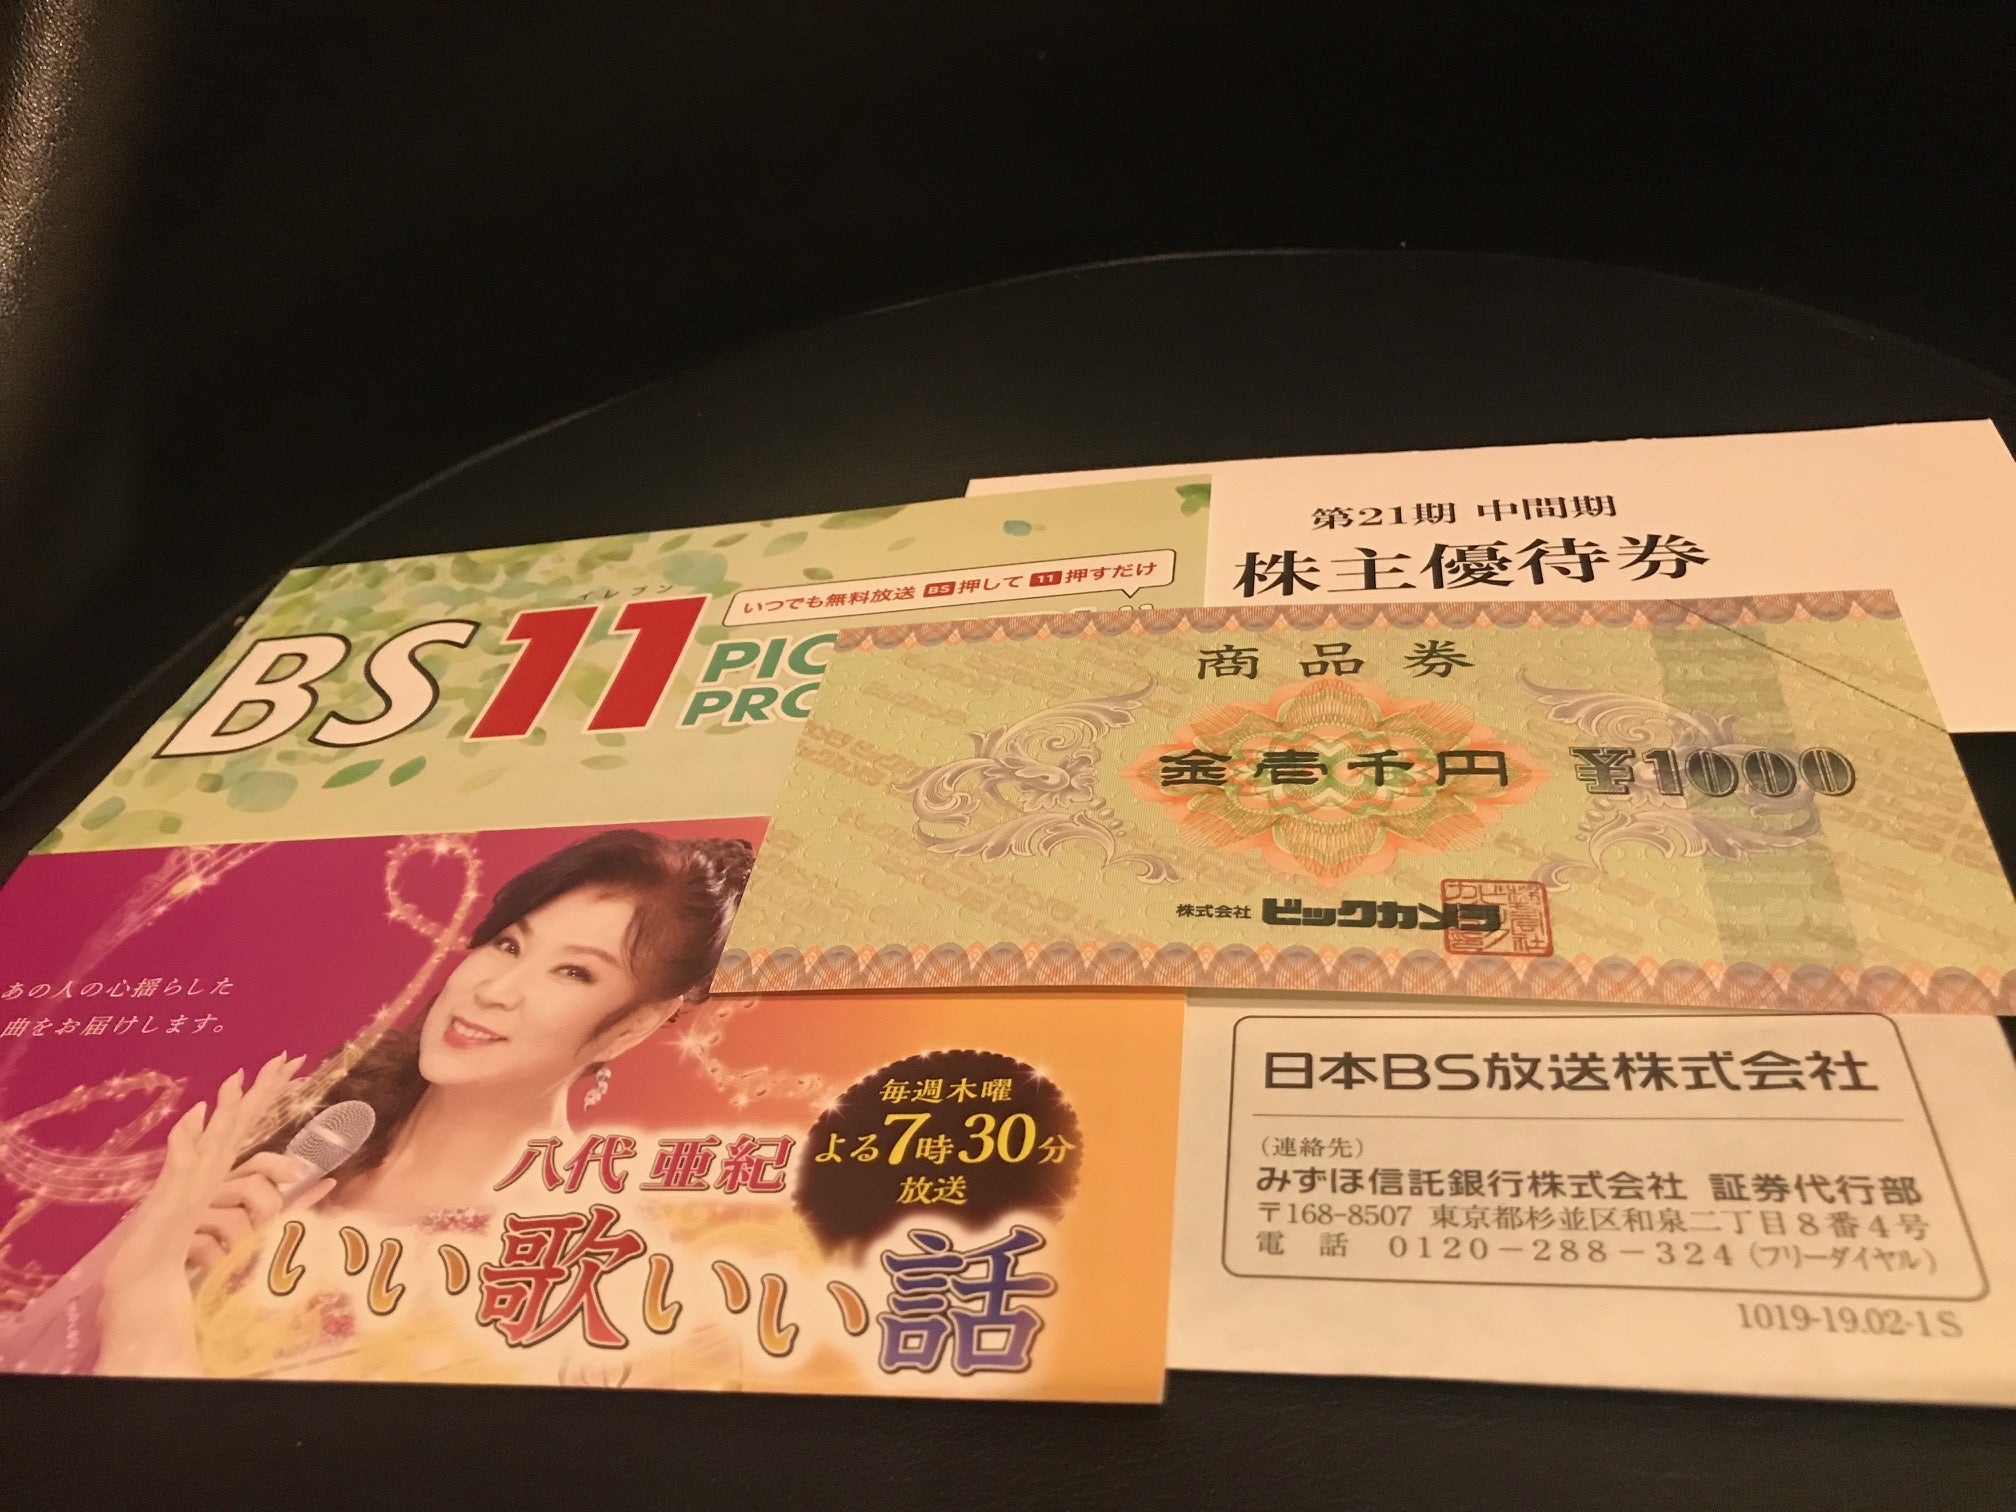 第21期 中間期
株主優待券
イレブン
BS11
いつでも無料放送 BS 押して 11 押すだけ
商品券
金壱千円 ¥1000
株式会社 ビックカメラ
あの人の心揺らした
曲をお届けします。
毎週木曜
よる7時30分
放送
八代 亜紀
いい歌いい話
日本BS放送株式会社
(連絡先)
みずほ信託銀行株式会社 証券代行部
〒168-8507 東京都杉並区和泉二丁目8番4号
電 話 0120-288-324 (フリーダイヤル)
1019-19.02-1S